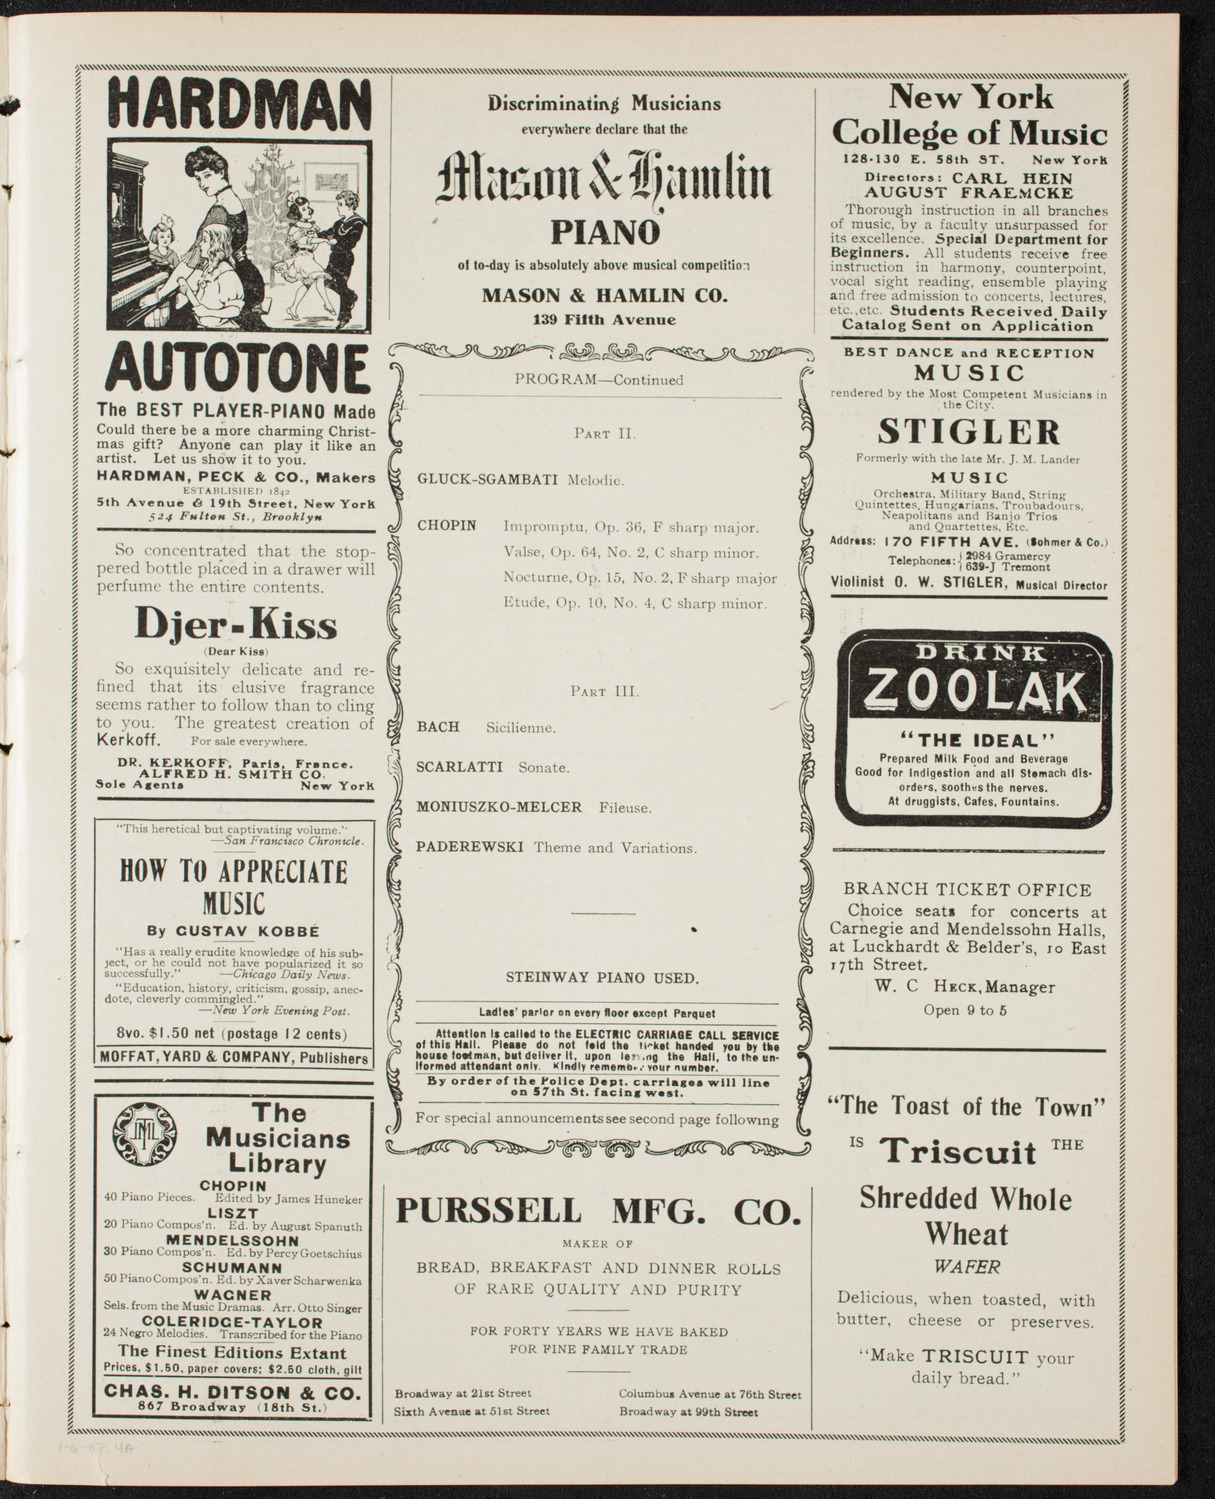 HARDMAN
AUTOTONE
The BEST PLAYER-PIANO Made
Could there be a more charming Christ-
mas gift? Anyone can play it like an
artist. Let us show it to you.
HARDMAN, PECK & CO., Makers
ESTABLISHED 1842
5th Avenue & 19th Street, New York
524 Fulton St., Brooklyn
So concentrated that the stop-
pered bottle placed in a drawer will
perfume the entire contents.
Djer-Kiss
(Dear Kiss)
So exquisitely delicate and re-
fined that its elusive fragrance
seems rather to follow than to cling
to you. The greatest creation of
Kerkoff. For sale everywhere.
DR. KERKOFF, Paris, France.
ALFRED H. SMITH CO.
Sole Agents New York
"This heretical but captivating volume."
—San Francisco Chronicle.
HOW TO APPRECIATE
MUSIC
By GUSTAV KOBBÉ
"Has a really erudite knowledge of his sub-
ject, or he could not have popularized it so
successfully." —Chicago Daily News.
"Education, history, criticism, gossip, anec-
dote, cleverly commingled."
—New York Evening Post.
8vo. $1.50 net (postage 12 cents)
MOFFAT, YARD & COMPANY, Publishers
The
Musicians
Library
CHOPIN
40 Piano Pieces. Edited by James Huneker
LISZT
20 Piano Compos'n. Ed. by August Spanuth
MENDELSSOHN
30 Piano Compos'n. Ed. by Percy Goetschius
SCHUMANN
50 Piano Compos'n. Ed. by Xaver Scharwenka
WAGNER
Sels. from the Music Dramas. Arr. Otto Singer
COLERIDGE-TAYLOR
24 Negro Melodies. Transcribed for the Piano
The Finest Editions Extant
Prices, $1.50, paper covers; $2.50 cloth, gilt
CHAS. H. DITSON & CO.
867 Broadway (18th St.)
Discriminating Musicians
everywhere declare that the
Mason & Hamlin
PIANO
of to-day is absolutely above musical competition
MASON & HAMLIN CO.
139 Fifth Avenue
PROGRAM—Continued
PART II.
GLUCK-SGAMBATI Melodie.
CHOPIN Impromptu, Op. 36, F sharp major.
Valse, Op. 64, No. 2, C sharp minor.
Nocturne, Op. 15, No. 2, F sharp major
Etude, Op. 10, No. 4, C sharp minor.
PART III.
BACH Sicilienne.
SCARLATTI Sonate.
MONIUSZKO-MELCER Fileuse.
PADEREWSKI Theme and Variations.
STEINWAY PIANO USED.
Ladies' parlor on every floor except Parquet
Attention is called to the ELECTRIC CARRIAGE CALL SERVICE
of this Hall. Please do not fold the ticket handed you by the
house footman, but deliver it, upon leaving the Hall, to the un-
iformed attendant only. Kindly remember your number.
By order of the Police Dept. carriages will line
on 57th St. facing west.
For special announcements see second page following
PURSSELL MFG. CO.
MAKER OF
BREAD, BREAKFAST AND DINNER ROLLS
OF RARE QUALITY AND PURITY
FOR FORTY YEARS WE HAVE BAKED
FOR FINE FAMILY TRADE
Broadway at 21st Street Columbus Avenue at 76th Street
Sixth Avenue at 51st Street Broadway at 99th Street
New York
College of Music
128-130 E. 58th ST. New York
Directors: CARL HEIN
AUGUST FRAEMCKE
Thorough instruction in all branches
of music, by a faculty unsurpassed for
its excellence. Special Department for
Beginners. All students receive free
instruction in harmony, counterpoint,
vocal sight reading, ensemble playing
and free admission to concerts, lectures,
etc., etc. Students Received Daily
Catalog Sent on Application
BEST DANCE and RECEPTION
MUSIC
rendered by the Most Competent Musicians in
the City.
STIGLER
Formerly with the late Mr. J. M. Lander
MUSIC
Orchestra, Military Band, String
Quintettes, Hungarians, Troubadours,
Neapolitans and Banjo Trios
and Quartettes, Etc.
Address: 170 FIFTH AVE. (Sohmer & Co.)
Telephones: { 2984 Gramercy
639-J Tremont
Violinist O. W. STIGLER, Musical Director
DRINK
ZOOLAK
"THE IDEAL"
Prepared Milk Food and Beverage
Good for Indigestion and all Stomach dis-
orders, soothes the nerves.
At druggists, Cafes, Fountains.
BRANCH TICKET OFFICE
Choice seats for concerts at
Carnegie and Mendelssohn Halls,
at Luckhardt & Belder's, 10 East
17th Street.
W. C HECK, Manager
Open 9 to 5
"The Toast of the Town"
IS Triscuit THE
Shredded Whole
Wheat
WAFER
Delicious, when toasted, with
butter, cheese or preserves.
"Make TRISCUIT your
daily bread."
1-6-07.4A